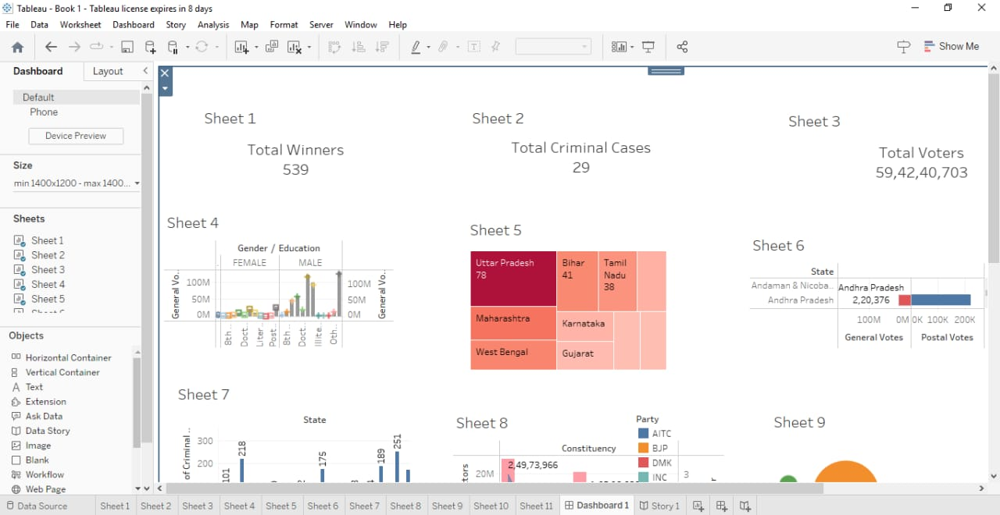 Tableau - Book 1 - Tableau license expires in 8 days
File Data Worksheet Dashboard Story Analysis Map Format Server Window Help
Show Me
Dashboard Layout
Default
Phone
Device Preview
Size
min 1400x1200 - max 1400...
Sheets
Sheet 1
Sheet 2
Sheet 3
Sheet 4
Sheet 5
Objects
Horizontal Container
Vertical Container
Text
Extension
Ask Data
Data Story
Image
Blank
Workflow
Web Page
Sheet 1
Total Winners
539
Sheet 2
Total Criminal Cases
29
Sheet 3
Total Voters
59,42,40,703
Sheet 4
Gender / Education
FEMALE MALE
General Vo..
100M
50M
0M
100M
50M
0M
General Vo..
8th..
Doct..
Liter..
Post..
8th..
Doct..
Illite..
Oth..
Sheet 5
Uttar Pradesh
78
Bihar
41
Tamil
Nadu
38
Maharashtra
Karnataka
West Bengal
Gujarat
Sheet 6
State
Andaman & Nicoba..
Andhra Pradesh
Andhra Pradesh
2,20,376
100M 0M 0K 100K 200K
General Votes Postal Votes
Sheet 7
State
of Criminal ..
300
200
101
218
175
189
251
Sheet 8
Constituency
20M
2,49,73,966
3
Party
AITC
BJP
DMK
INC
Sheet 9
Data Source Sheet 1 Sheet 2 Sheet 3 Sheet 4 Sheet 5 Sheet 6 Sheet 7 Sheet 8 Sheet 9 Sheet 10 Sheet 11 Dashboard 1 Story 1